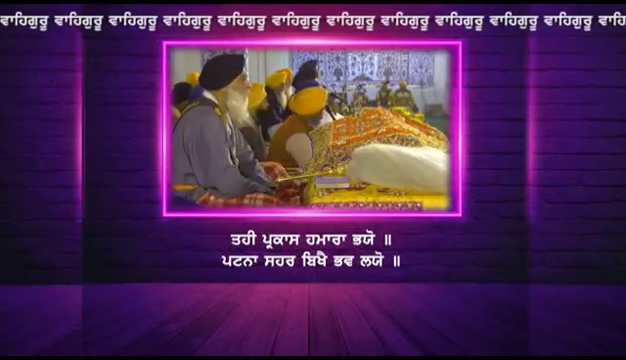 ਵਾਹਿਗੁਰੂ ਵਾਹਿਗੁਰੂ ਵਾਹਿਗੁਰੂ ਵਾਹਿਗੁਰੂ ਵਾਹਿਗੁਰੂ ਵਾਹਿਗੁਰੂ ਵਾਹਿਗੁਰੂ ਵਾਹਿਗੁਰੂ ਵਾਹਿਗੁਰੂ ਵਾਹਿਗੁਰੂ ਵਾਹਿਗੁਰੂ ਵਾਹਿ
ਤਹੀ ਪ੍ਰਕਾਸ ਹਮਾਰਾ ਭਯੋ ॥
ਪਟਨਾ ਸਹਰ ਬਿਖੈ ਭਵ ਲਯੋ ॥